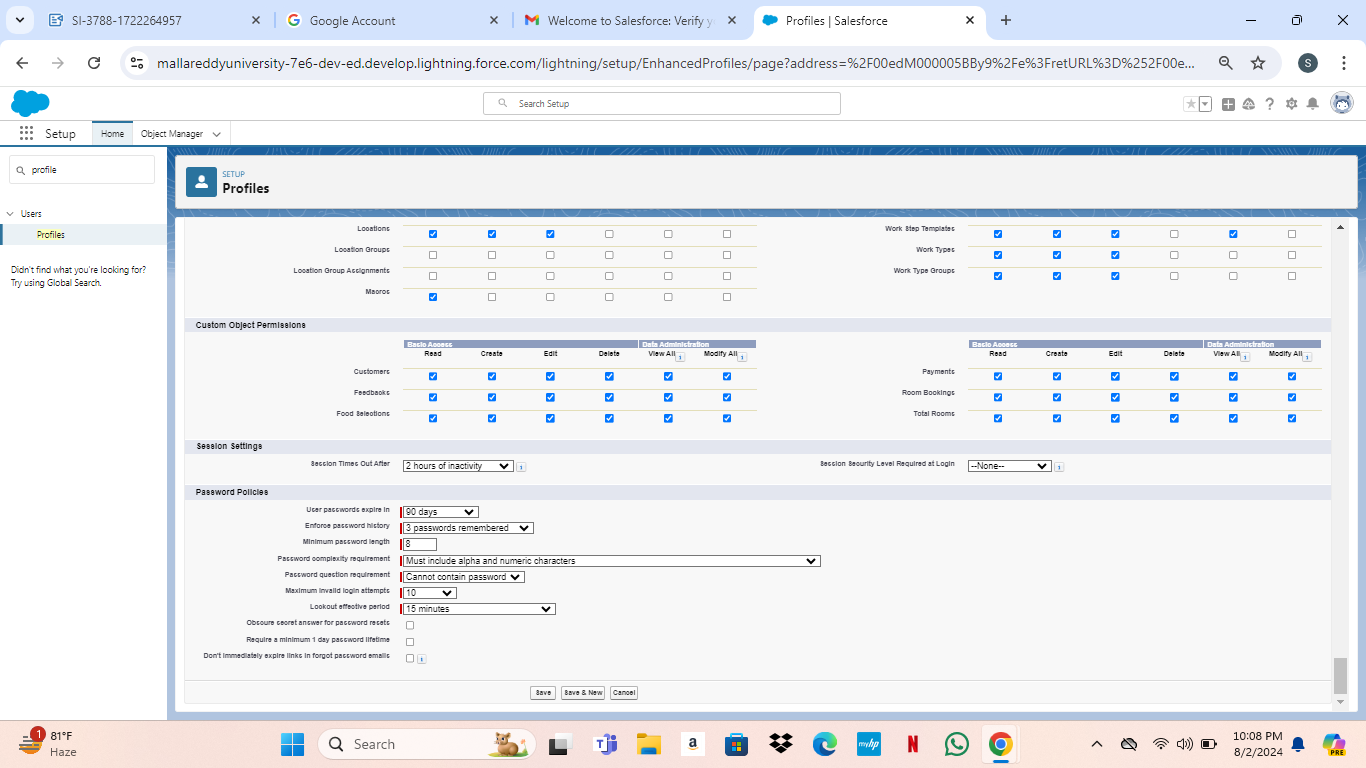 SI-3788-1722264957
Google Account
Welcome to Salesforce: Verify y
Profiles | Salesforce
mallareddyuniversity-7e6-dev-ed.develop.lightning.force.com/lightning/setup/EnhancedProfiles/page?address=%2F00edM000005BBy9%2Fe%3FretURL%3D%252F00e...
S
Search Setup
Setup
Home
Object Manager
profile
Users
Profiles
Didn't find what you're looking for?
Try using Global Search.
SETUP
Profiles
Locations
Work Step Templates
Location Groups
Work Types
Location Group Assignments
Work Type Groups
Macros
Custom Object Permissions
Basic Access Data Administration Basic Access Data Administration
Read Create Edit Delete View All i Modify All i Read Create Edit Delete View All i Modify All i
Customers Payments
Feedbacks Room Bookings
Food Selections Total Rooms
Session Settings
Session Times Out After 2 hours of inactivity i Session Security Level Required at Login --None-- i
Password Policies
User passwords expire in 90 days
Enforce password history 3 passwords remembered
Minimum password length 8
Password complexity requirement Must include alpha and numeric characters
Password question requirement Cannot contain password
Maximum invalid login attempts 10
Lockout effective period 15 minutes
Obscure secret answer for password resets
Require a minimum 1 day password lifetime
Don't immediately expire links in forgot password emails i
Save Save & New Cancel
1
81°F
Haze
Search
a
myhp
N
PRE
10:08 PM
8/2/2024